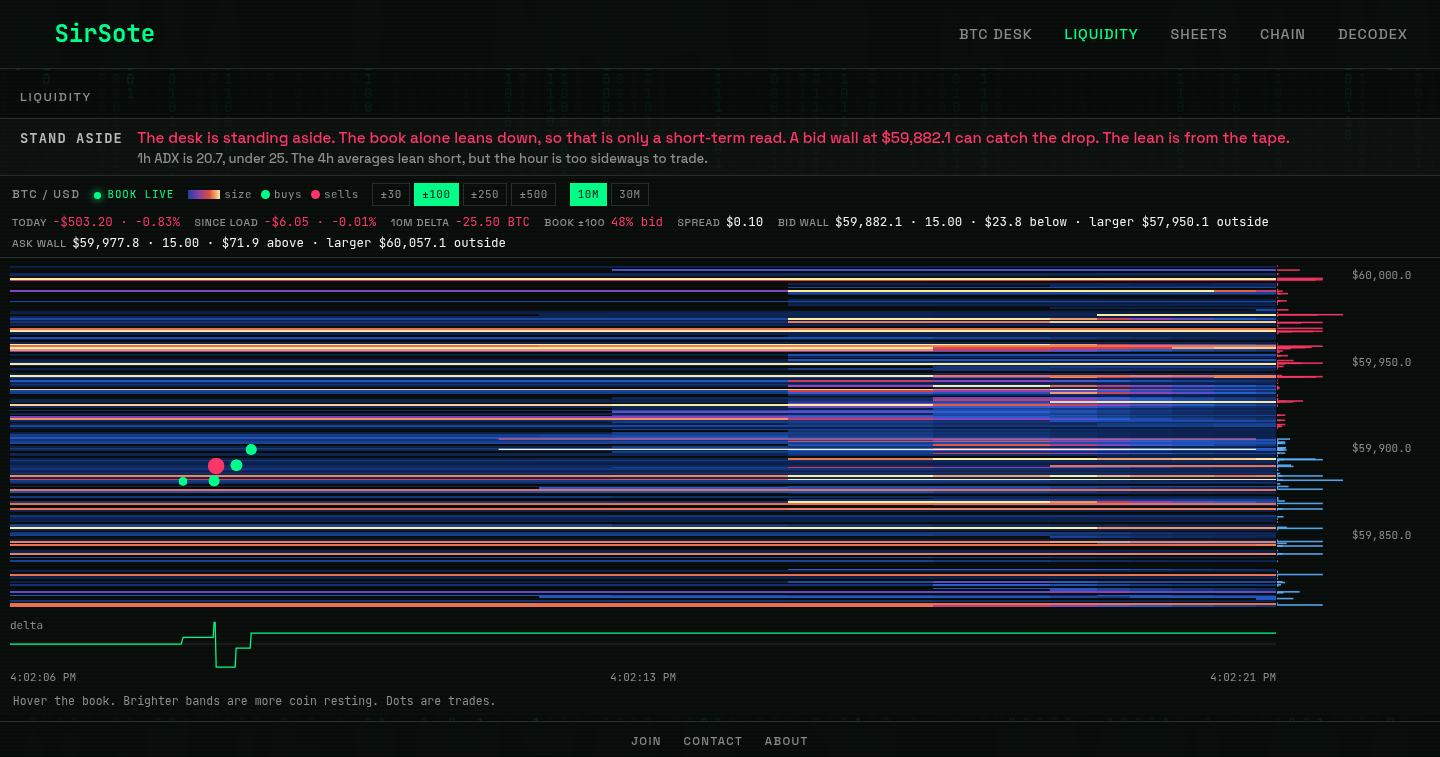 SirSote
BTC DESK LIQUIDITY SHEETS CHAIN DECODEX
LIQUIDITY
STAND ASIDE The desk is standing aside. The book alone leans down, so that is only a short-term read. A bid wall at $59,882.1 can catch the drop. The lean is from the tape.
1h ADX is 20.7, under 25. The 4h averages lean short, but the hour is too sideways to trade.
BTC / USD BOOK LIVE size buys sells ±30 ±100 ±250 ±500 10M 30M
TODAY -$503.20 · -0.83% SINCE LOAD -$6.05 · -0.01% 10M DELTA -25.50 BTC BOOK ±100 48% bid SPREAD $0.10 BID WALL $59,882.1 · 15.00 · $23.8 below · larger $57,950.1 outside
ASK WALL $59,977.8 · 15.00 · $71.9 above · larger $60,057.1 outside
$60,000.0
$59,950.0
$59,900.0
$59,850.0
delta
4:02:06 PM 4:02:13 PM 4:02:21 PM
Hover the book. Brighter bands are more coin resting. Dots are trades.
JOIN CONTACT ABOUT